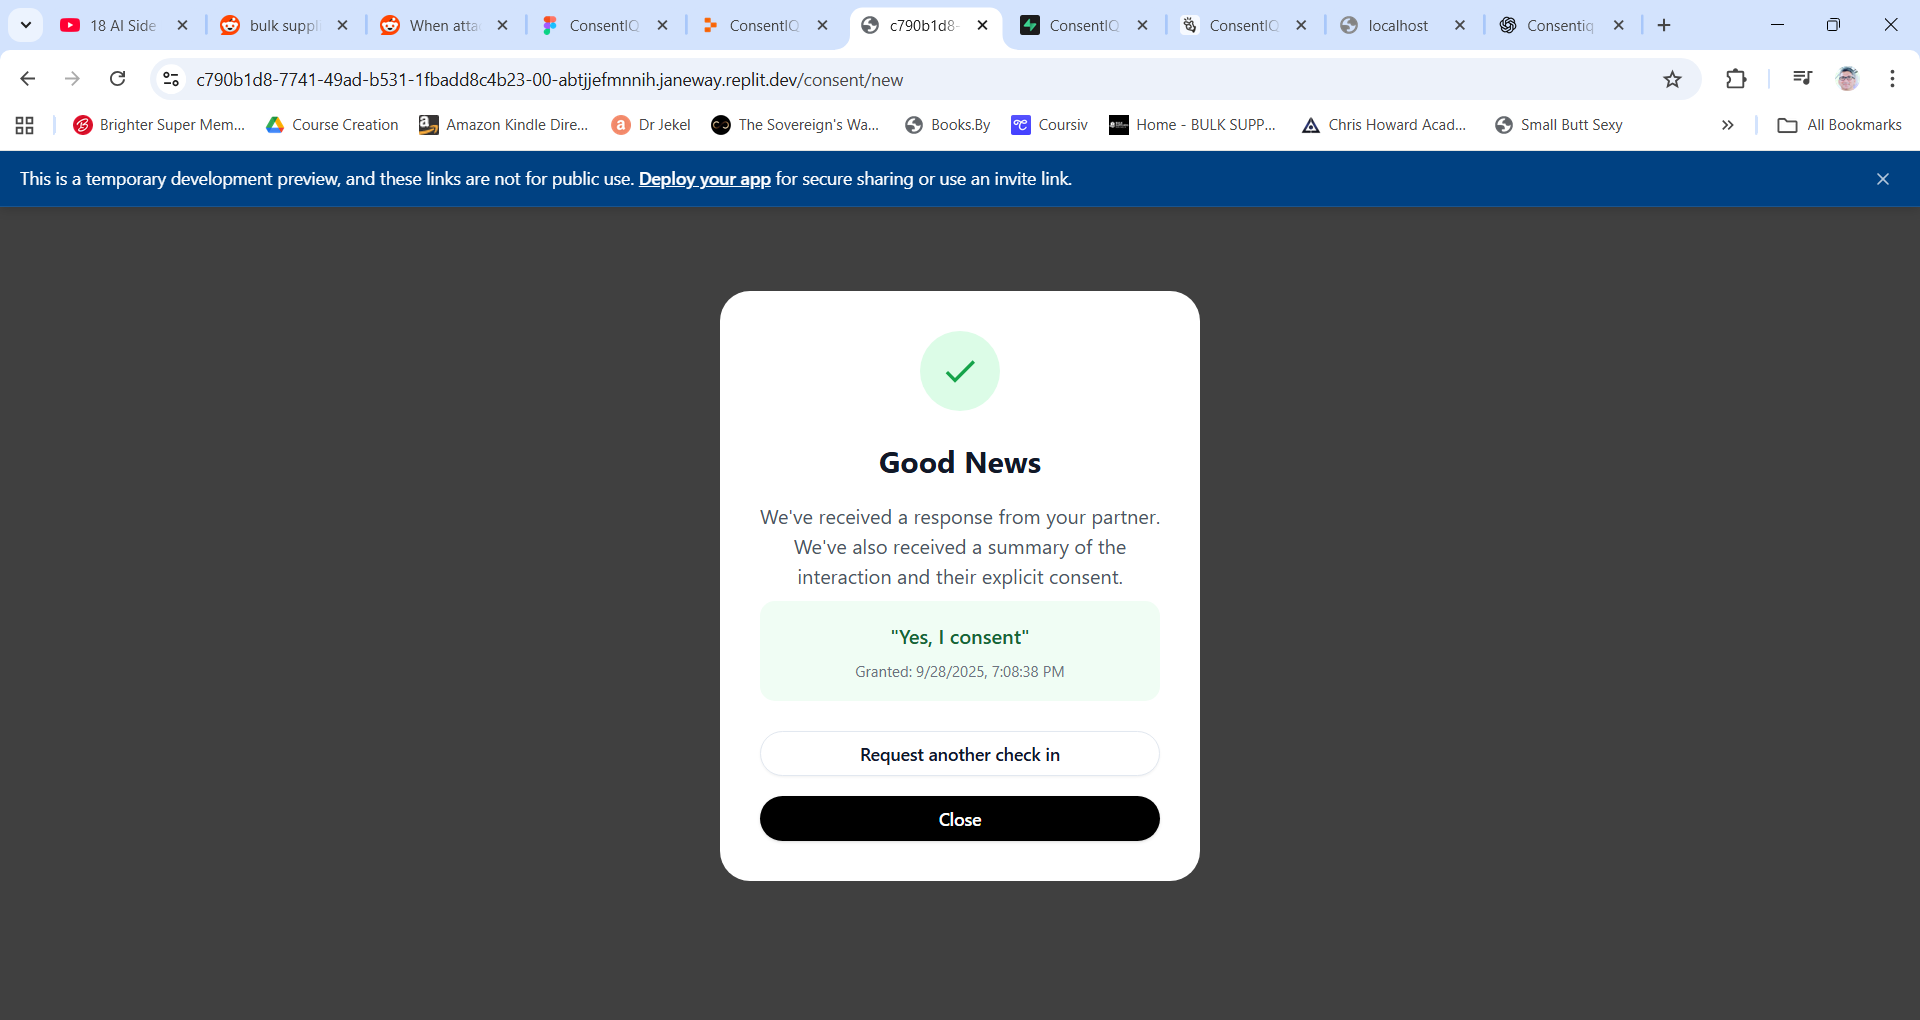 18 AI Side
bulk suppli
When attac
ConsentIQ
ConsentIQ
c790b1d8-
ConsentIQ
ConsentIQ
localhost
Consentiq
c790b1d8-7741-49ad-b531-1fbadd8c4b23-00-abtjjefmnnih.janeway.replit.dev/consent/new
Brighter Super Mem...
Course Creation
Amazon Kindle Dire...
Dr Jekel
The Sovereign's Wa...
Books.By
Coursiv
Home - BULK SUPP...
Chris Howard Acad...
Small Butt Sexy
All Bookmarks
This is a temporary development preview, and these links are not for public use. Deploy your app for secure sharing or use an invite link.
Good News
We've received a response from your partner.
We've also received a summary of the
interaction and their explicit consent.
"Yes, I consent"
Granted: 9/28/2025, 7:08:38 PM
Request another check in
Close